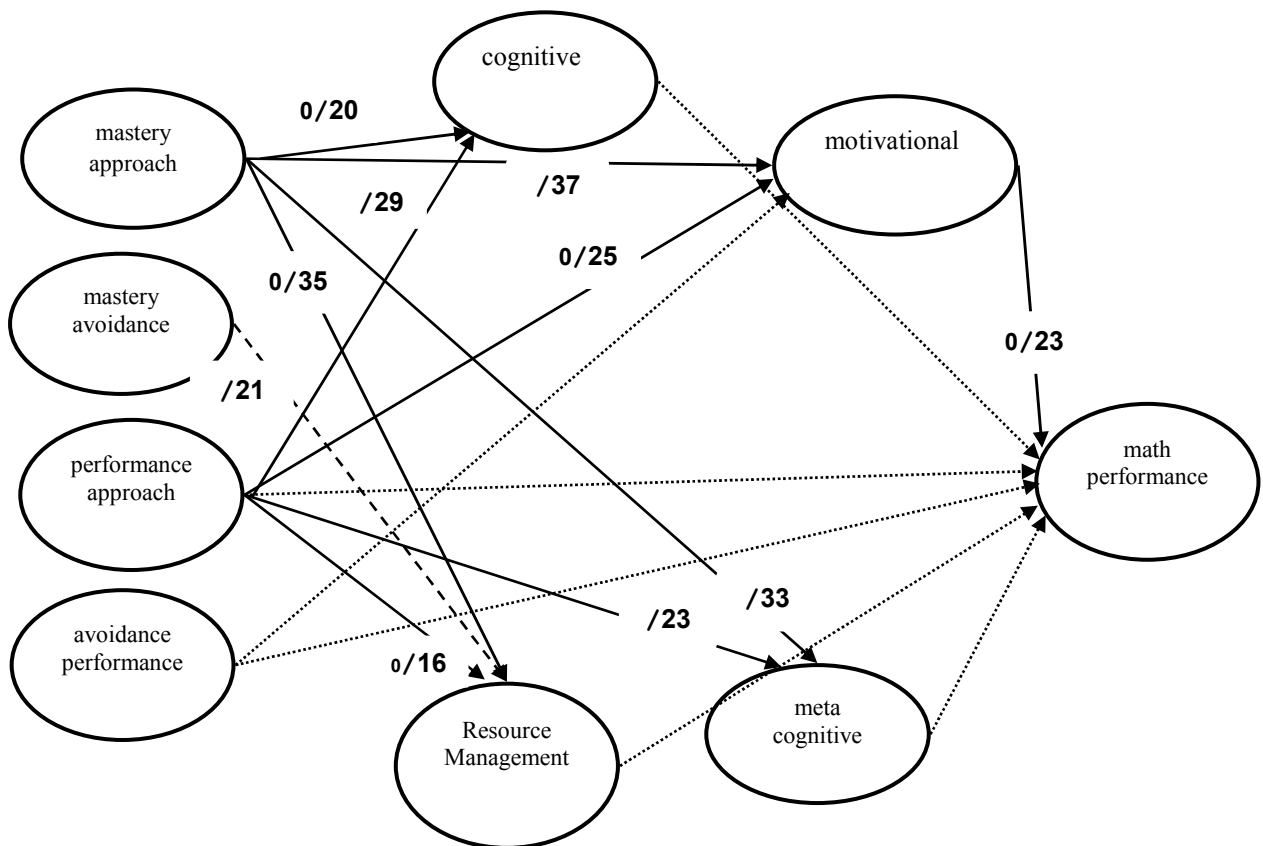 cognitive
mastery
approach
0/20
motivational
/37
/29
0/25
0/35
mastery
avoidance
0/23
/21
performance
approach
math
performance
/33
/23
avoidance
performance
0/16
Resource
Management
meta
cognitive